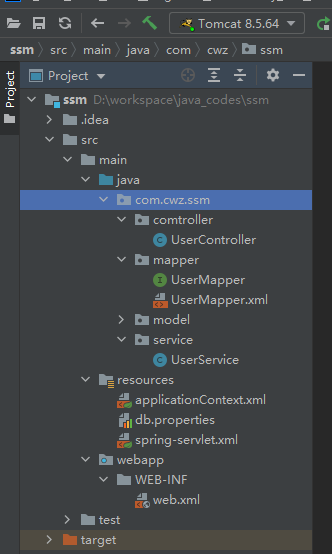 Tomcat 8.5.64
ssm src main java com cwz ssm
Project
Project
ssm D:\workspace\java_codes\ssm
.idea
src
main
java
com.cwz.ssm
comtroller
UserController
mapper
UserMapper
UserMapper.xml
model
service
UserService
resources
applicationContext.xml
db.properties
spring-servlet.xml
webapp
WEB-INF
web.xml
test
target